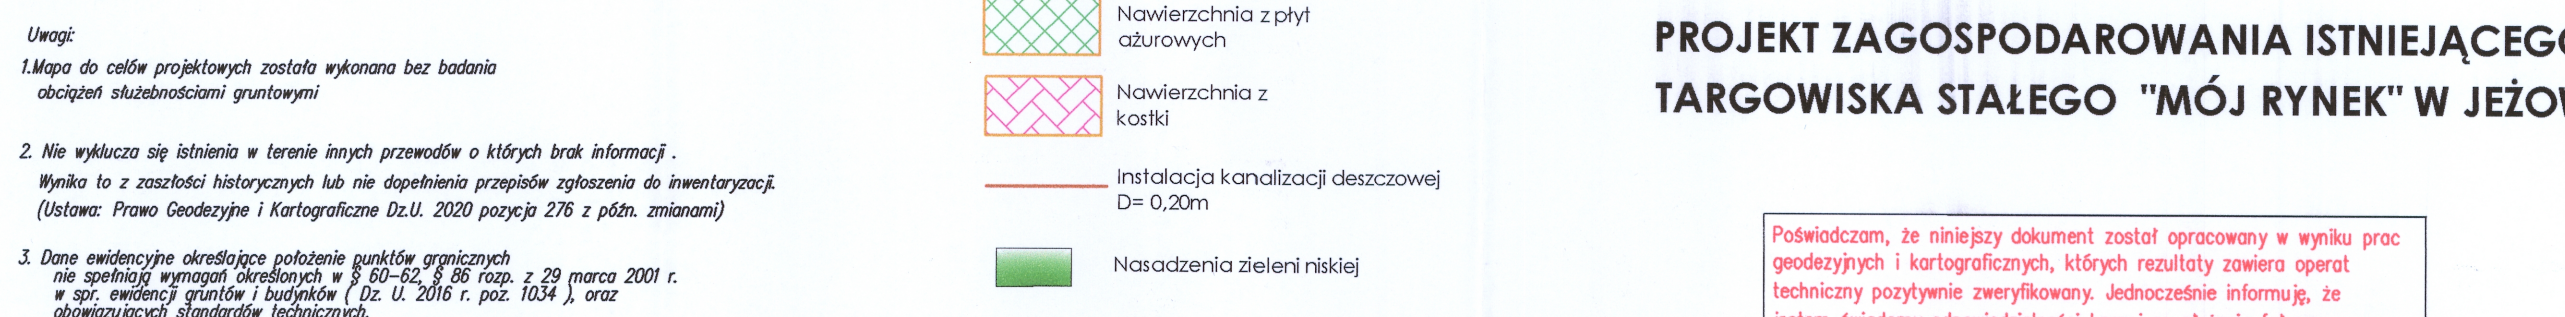 Uwagi:
1.Mapa do celów projektowych została wykonana bez badania
obciążeń służebnościami gruntowymi
2. Nie wyklucza się istnienia w terenie innych przewodów o których brak informacji .
Wynika to z zaszłości historycznych lub nie dopełnienia przepisów zgłoszenia do inwentaryzacji.
(Ustawa: Prawo Geodezyjne i Kartograficzne Dz.U. 2020 pozycja 276 z późn. zmianami)
3. Dane ewidencyjne określające położenie punktów granicznych
nie spełniają wymagań określonych w § 60-62, § 86 rozp. z 29 marca 2001 r.
w spr. ewidencji gruntów i budynków ( Dz. U. 2016 r. poz. 1034 ), oraz
obowiązujących standardów technicznych.
Nawierzchnia z płyt
ażurowych
Nawierzchnia z
kostki
Instalacja kanalizacji deszczowej
D= 0,20m
Nasadzenia zieleni niskiej
PROJEKT ZAGOSPODAROWANIA ISTNIEJĄCEGO
TARGOWISKA STAŁEGO "MÓJ RYNEK" W
Poświadczam, że niniejszy dokument został opracowany w wyniku prac
geodezyjnych i kartograficznych, których rezultaty zawiera operat
techniczny pozytywnie zweryfikowany. Jednocześnie informuję, że